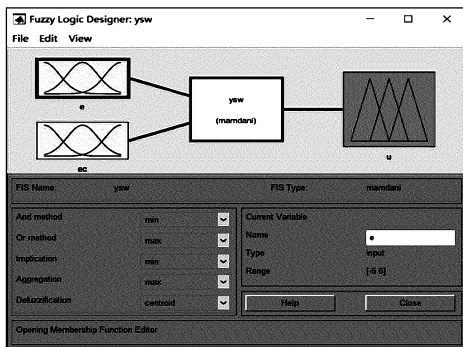 Fuzzy Logic Designer: ysw
File Edit View
e
ysw
(mamdani)
ec
u
FIS Name: ysw FIS Type: mamdani
And method min
Or method max
Implication min
Aggregation max
Defuzzification centroid
Current Variable
Name e
Type input
Range [-6 6]
Help Close
Opening Membership Function Editor